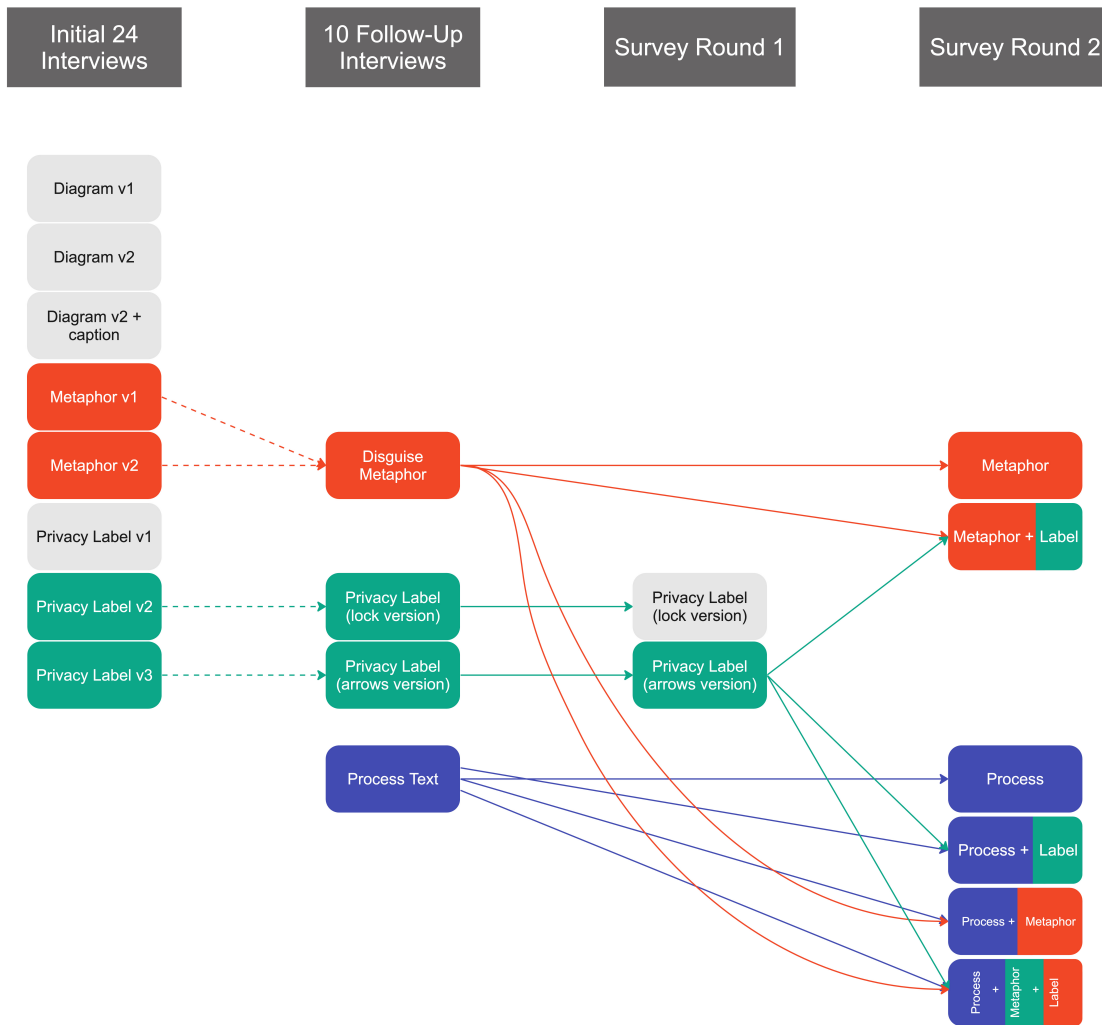 Initial 24
Interviews
10 Follow-Up
Interviews
Survey Round 1
Survey Round 2
Diagram v1
Diagram v2
Diagram v2 +
caption
Metaphor v1
Metaphor v2
Privacy Label v1
Privacy Label v2
Privacy Label v3
Disguise
Metaphor
Privacy Label
(lock version)
Privacy Label
(arrows version)
Process Text
Privacy Label
(lock version)
Privacy Label
(arrows version)
Metaphor
Metaphor + Label
Process
Process + Label
Process + Metaphor
Process
+
Metaphor
+
Label